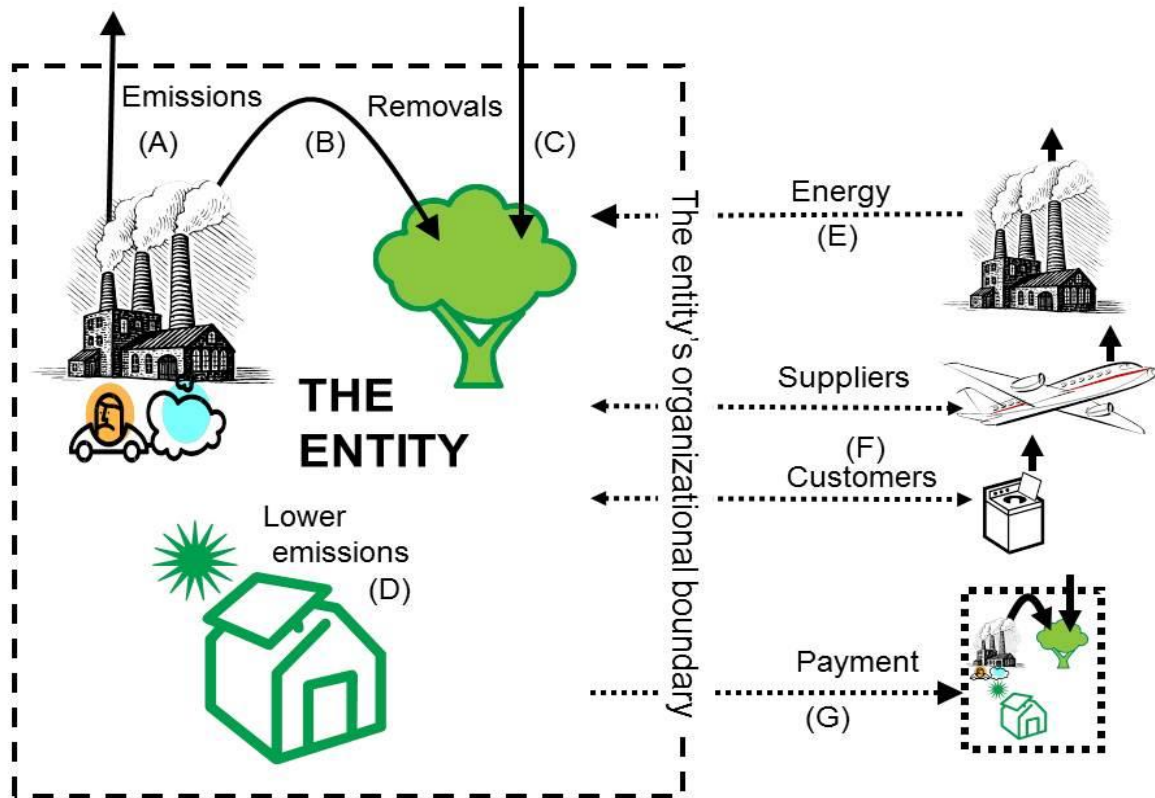 Emissions
(A)
(B)
Removals
(C)
THE
ENTITY
Lower
emissions
(D)
The entity's organizational boundary
Energy
(E)
Suppliers
(F)
Customers
Payment
(G)